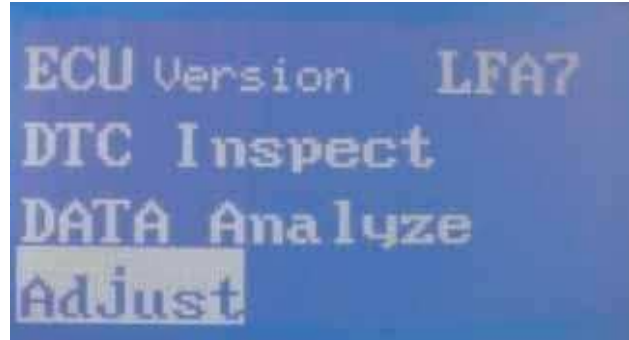 ECU Version LFA7
DTC Inspect
DATA Analyze
Adjust